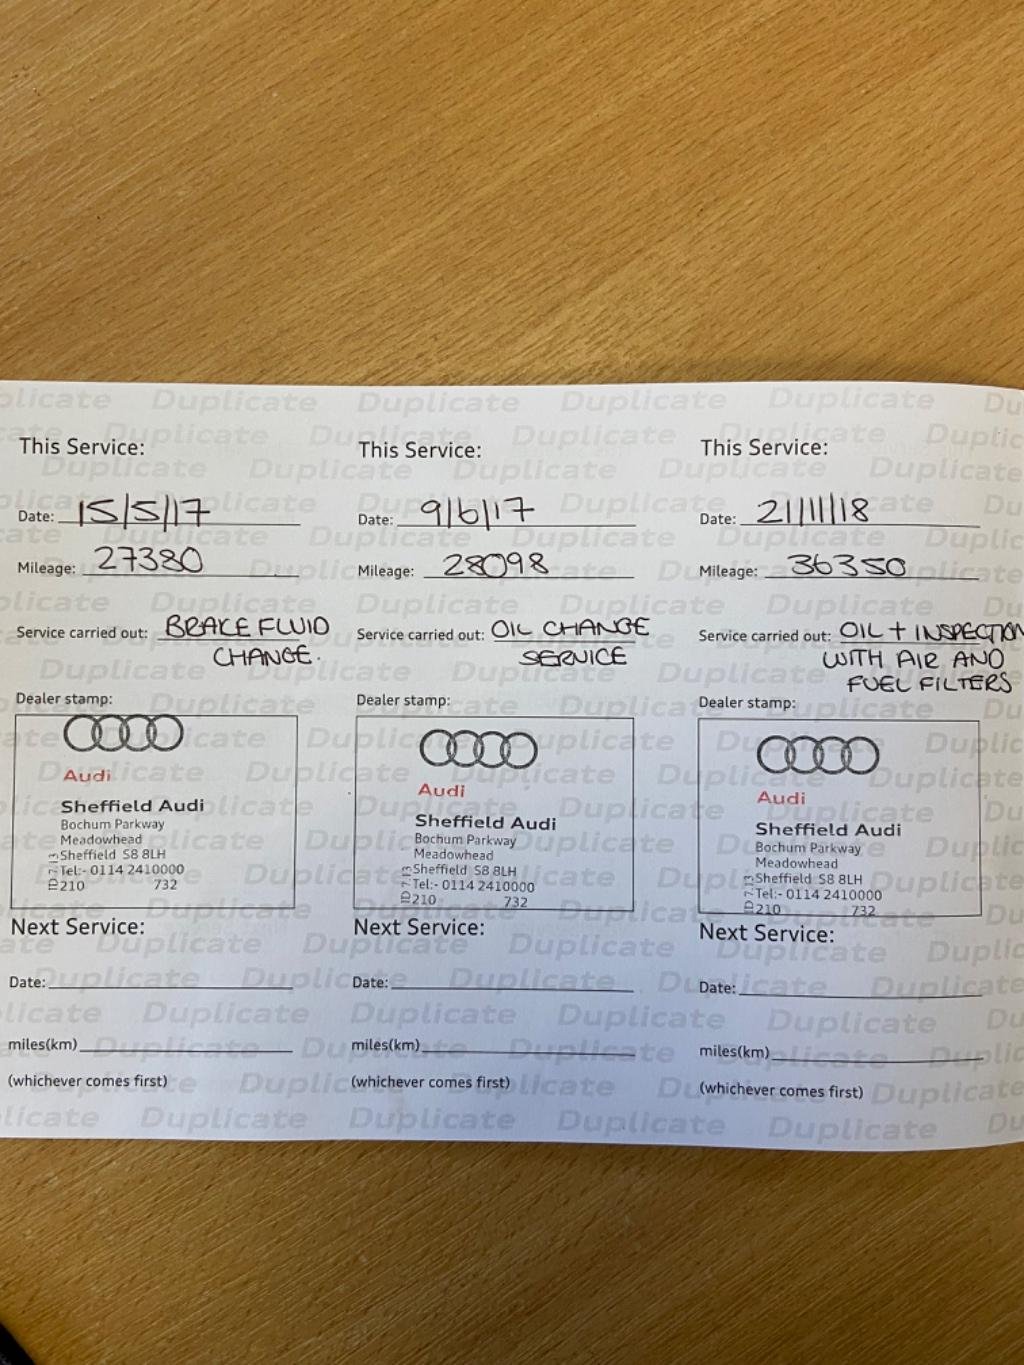 Duplicate Duplicate Duplicate Duplicate Duplicate
This Service:
Date: 15/5/17
Mileage: 27380
Service carried out: BRAKE FLUID
CHANGE.
Dealer stamp:
Audi
Sheffield Audi
Bochum Parkway
Meadowhead
Sheffield S8 8LH
Tel:- 0114 2410000
210 732
Next Service:
Date:
miles(km)
(whichever comes first)
This Service:
Date: 9/6/17
Mileage: 28098
Service carried out: OIL CHANGE
SERVICE
Dealer stamp:
Audi
Sheffield Audi
Bochum Parkway
Meadowhead
Sheffield S8 8LH
Tel:- 0114 2410000
210 732
Next Service:
Date:
miles(km)
(whichever comes first)
This Service:
Date: 21/11/18
Mileage: 36350
Service carried out: OIL + INSPECTION
WITH AIR AND
FUEL FILTERS
Dealer stamp:
Audi
Sheffield Audi
Bochum Parkway
Meadowhead
Sheffield S8 8LH
Tel:- 0114 2410000
210 732
Next Service:
Date:
miles(km)
(whichever comes first)